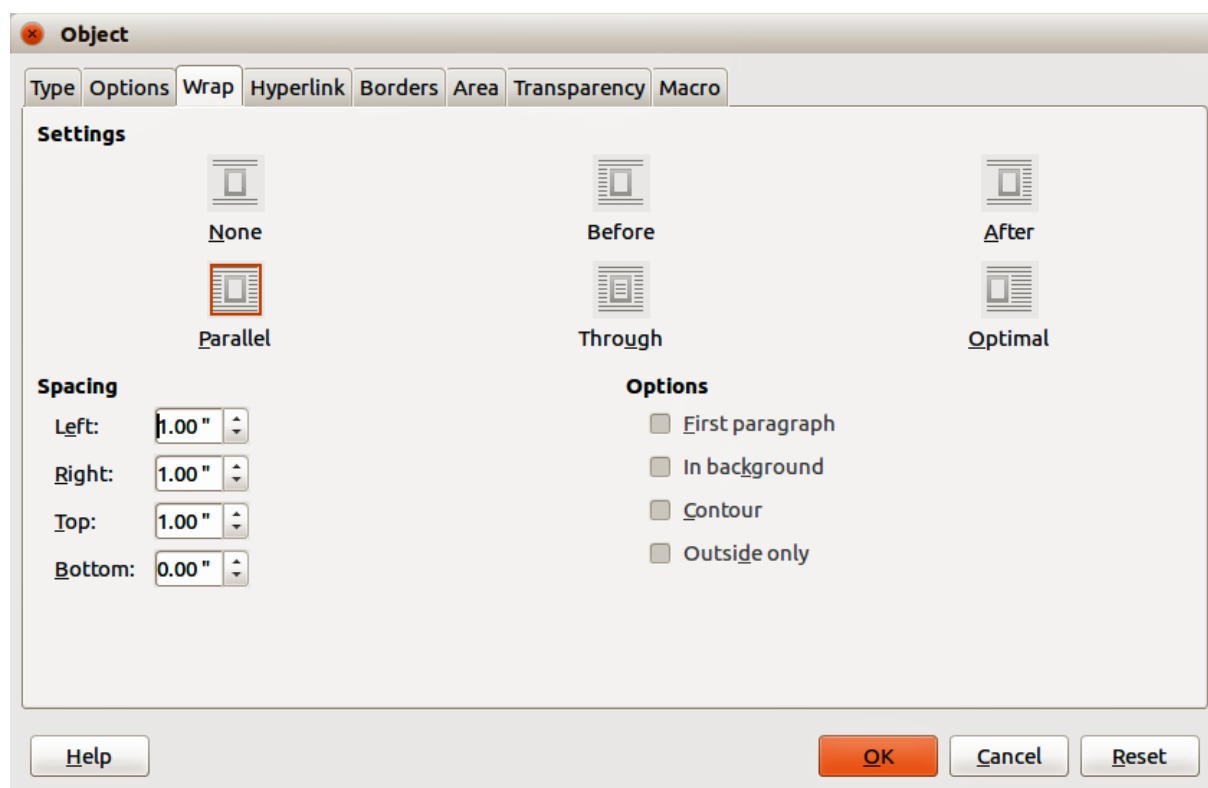 Object
Type Options Wrap Hyperlink Borders Area Transparency Macro
Settings
None Before After
Parallel Through Optimal
Spacing Options
Left: 1.00 " First paragraph
Right: 1.00 " In background
Top: 1.00 " Contour
Bottom: 0.00 " Outside only
Help OK Cancel Reset